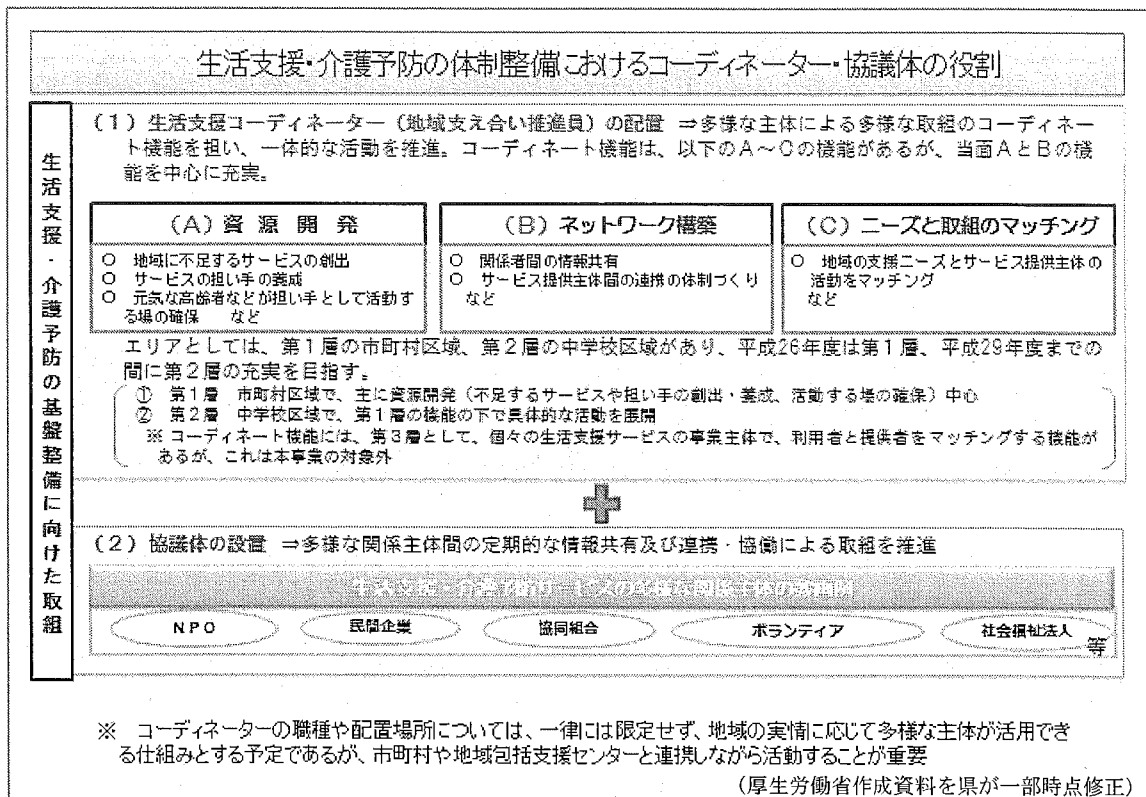 生活支援・介護予防の体制整備におけるコーディネーター・協議体の役割
生活支援・介護予防の基盤整備に向けた取組
(1)生活支援コーディネーター(地域支え合い推進員)の配置 ⇒多様な主体による多様な取組のコーディネー
ト機能を担い、一体的な活動を推進。コーディネート機能は、以下のA~Cの機能があるが、当面AとBの機
能を中心に充実。
(A)資源開発
○ 地域に不足するサービスの創出
○ サービスの担い手の養成
○ 元気な高齢者などが担い手として活動す
る場の確保 など
(B)ネットワーク構築
○ 関係者間の情報共有
○ サービス提供主体間の連携の体制づくり
など
(C)ニーズと取組のマッチング
○ 地域の支援ニーズとサービス提供主体の
活動をマッチング
など
エリアとしては、第1層の市町村区域、第2層の中学校区域があり、平成26年度は第1層、平成29年度までの
間に第2層の充実を目指す。
① 第1層 市町村区域で、主に資源開発(不足するサービスや担い手の創出・養成、活動する場の確保)中心
② 第2層 中学校区域で、第1層の機能の下で具体的な活動を展開
※ コーディネート機能には、第3層として、個々の生活支援サービスの事業主体で、利用者と提供者をマッチングする機能が
あるが、これは本事業の対象外
(2)協議体の設置 ⇒多様な関係主体間の定期的な情報共有及び連携・協働による取組を推進
生活支援・介護予防サービスの多様な関係主体の参画例
NPO
民間企業
協同組合
ボランティア
社会福祉法人
等
※ コーディネーターの職種や配置場所については、一律には限定せず、地域の実情に応じて多様な主体が活用でき
る仕組みとする予定であるが、市町村や地域包括支援センターと連携しながら活動することが重要
(厚生労働省作成資料を県が一部時点修正)